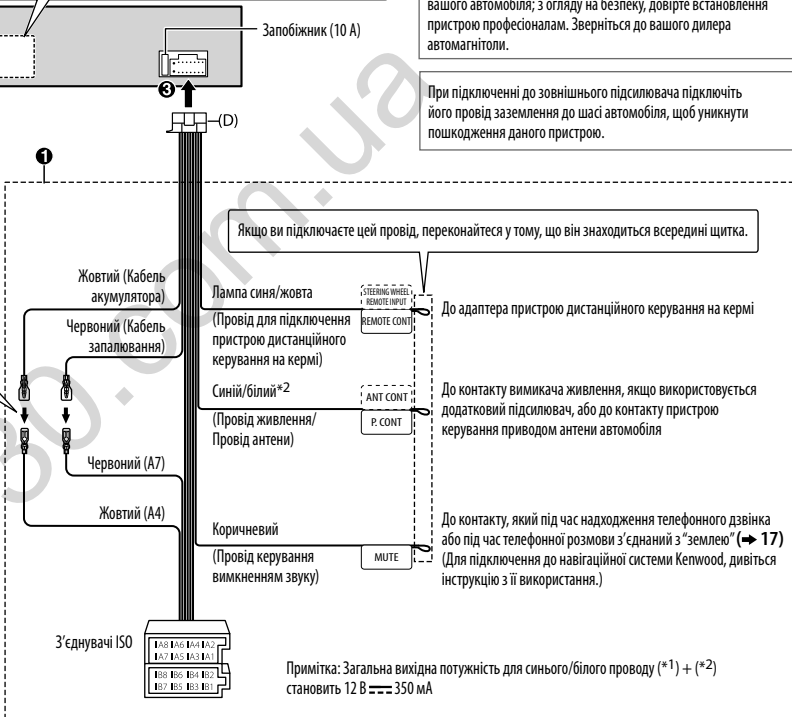 вашого автомобіля; з огляду на безпеку, довірте встановлення
пристрою професіоналам. Зверніться до вашого дилера
автомагнітоли.
Запобіжник (10 A)
При підключенні до зовнішнього підсилювача підключіть
його провід заземлення до шасі автомобіля, щоб уникнути
пошкодження даного пристрою.
3
(D)
1
Якщо ви підключаєте цей провід, переконайтеся у тому, що він знаходиться всередині щитка.
Жовтий (Кабель
акумулятора)
Червоний (Кабель
запалювання)
Лампа синя/жовта
(Провід для підключення
пристрою дистанційного
керування на кермі)
STEERING WHEEL
REMOTE INPUT
REMOTE CONT
До адаптера пристрою дистанційного керування на кермі
Синій/білий*2
(Провід живлення/
Провід антени)
ANT CONT
P. CONT
До контакту вимикача живлення, якщо використовується
додатковий підсилювач, або до контакту пристрою
керування приводом антени автомобіля
Червоний (A7)
Жовтий (A4)
Коричневий
(Провід керування
вимкненням звуку)
MUTE
До контакту, який під час надходження телефонного дзвінка
або під час телефонної розмови з’єднаний з “землею” (➜ 17)
(Для підключення до навігаційної системи Kenwood, дивіться
інструкцію з її використання.)
З’єднувачі ISO
A8 A6 A4 A2
A7 A5 A3 A1
B8 B6 B4 B2
B7 B5 B3 B1
Примітка: Загальна вихідна потужність для синього/білого проводу (*1) + (*2)
становить 12 В ⎓ 350 мА
30.com.ua